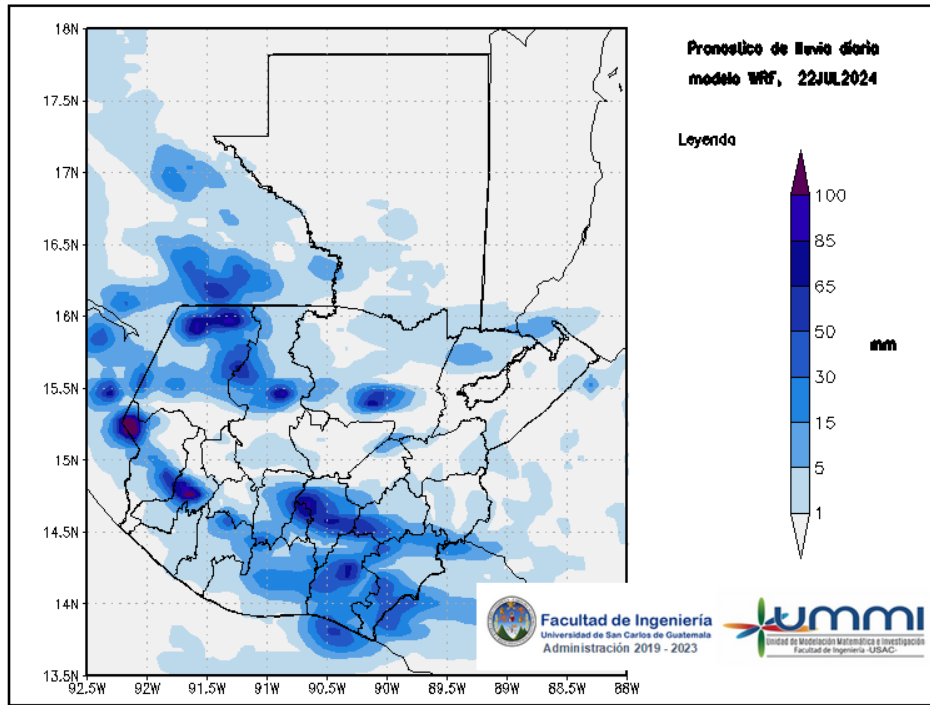 Pronostico de lluvia diaria
modelo WRF, 22JUL2024
Leyenda
100
85
65
50
30
15
5
1
mm
18N
17.5N
17N
16.5N
16N
15.5N
15N
14.5N
14N
13.5N
92.5W
92W
91.5W
91W
90.5W
90W
89.5W
89W
88.5W
88W
Facultad de Ingeniería
Universidad de San Carlos de Guatemala
Administración 2019 - 2023
UMMI
Unidad de Modelación Matemática e Investigación
Facultad de Ingeniería -USAC-